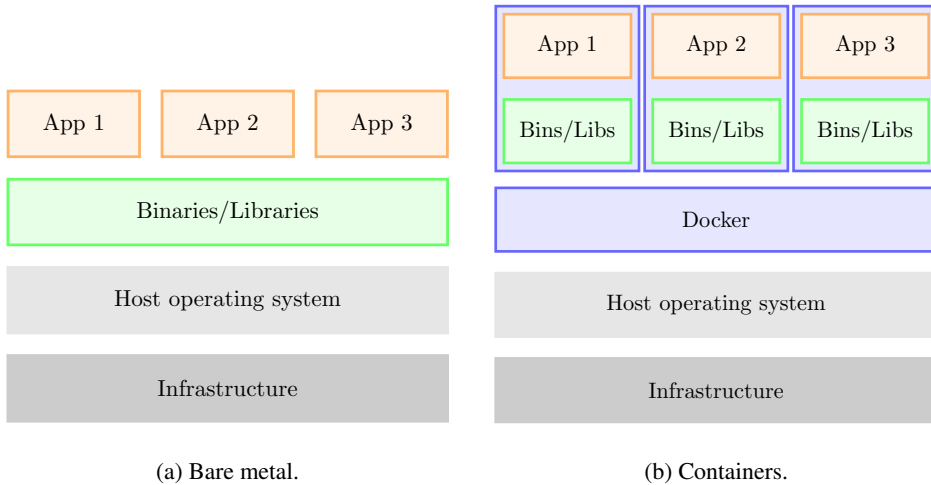 App 1
App 2
App 3
Binaries/Libraries
Host operating system
Infrastructure
(a) Bare metal.
App 1
App 2
App 3
Bins/Libs
Bins/Libs
Bins/Libs
Docker
Host operating system
Infrastructure
(b) Containers.